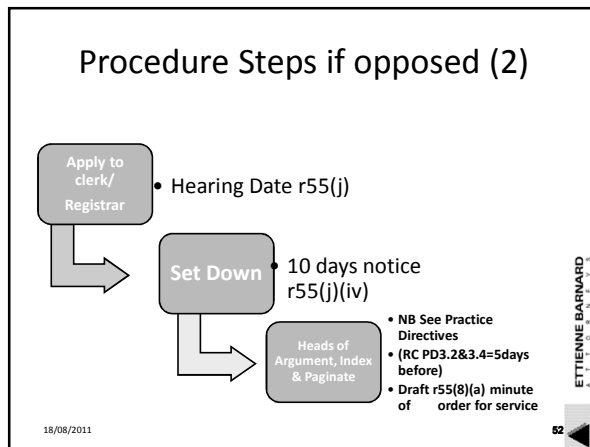 Procedure Steps if opposed (2)
Apply to
clerk/
Registrar
• Hearing Date r55(j)
Set Down
• 10 days notice
r55(j)(iv)
Heads of
Argument, Index
& Paginate
• NB See Practice
Directives
• (RC PD3.2&3.4=5days
before)
• Draft r55(8)(a) minute
of order for service
ETTIENNE BARNARD
ATTORNEYS
18/08/2011
52